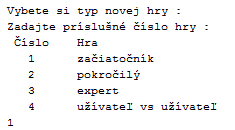 Vybete si typ novej hry :
Zadajte príslušné číslo hry :
Číslo Hra
1 začiatočník
2 pokročilý
3 expert
4 užívateľ vs užívateľ
1